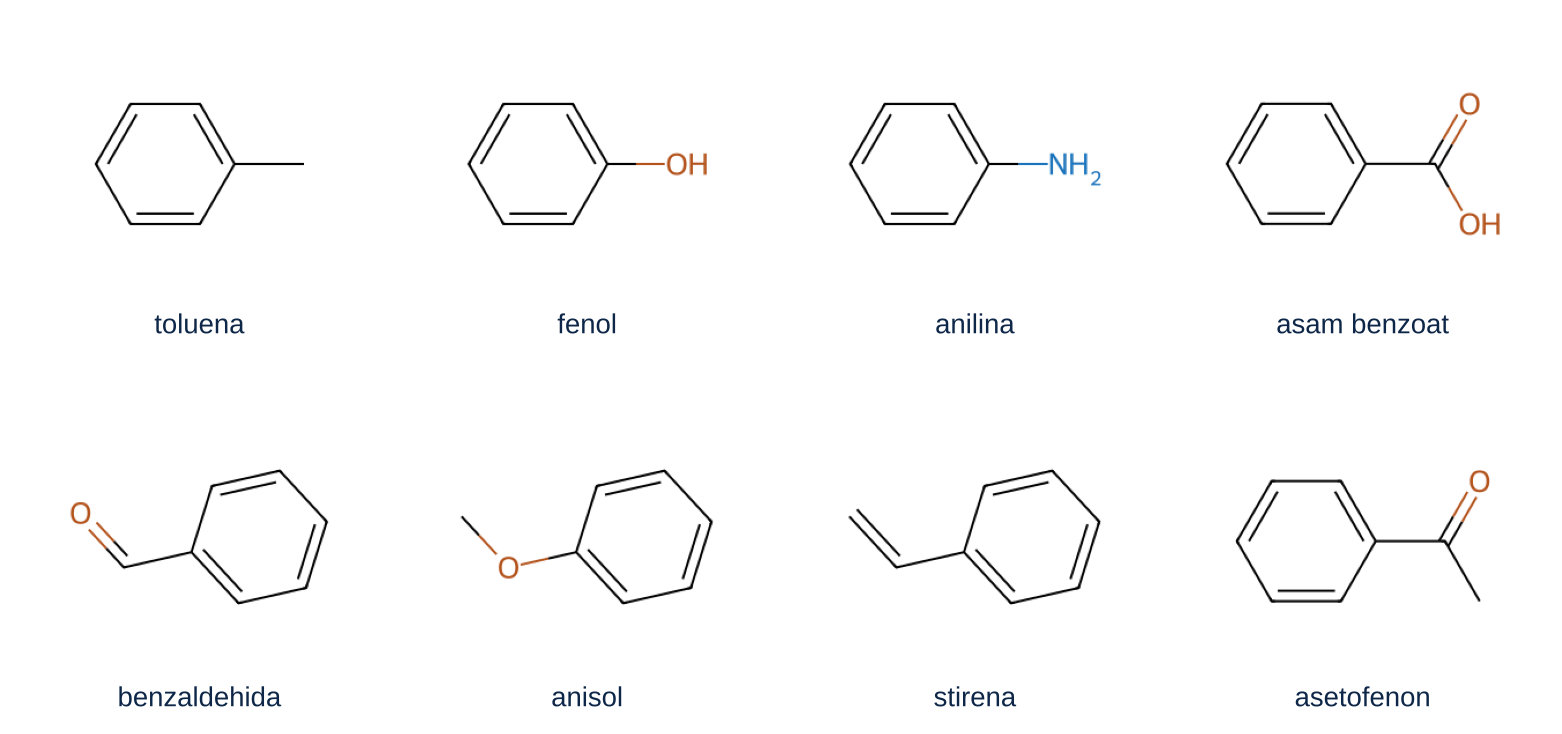 O
OH
NH2
OH
toluena
fenol
anilina
asam benzoat
O
O
O
benzaldehida
anisol
stirena
asetofenon